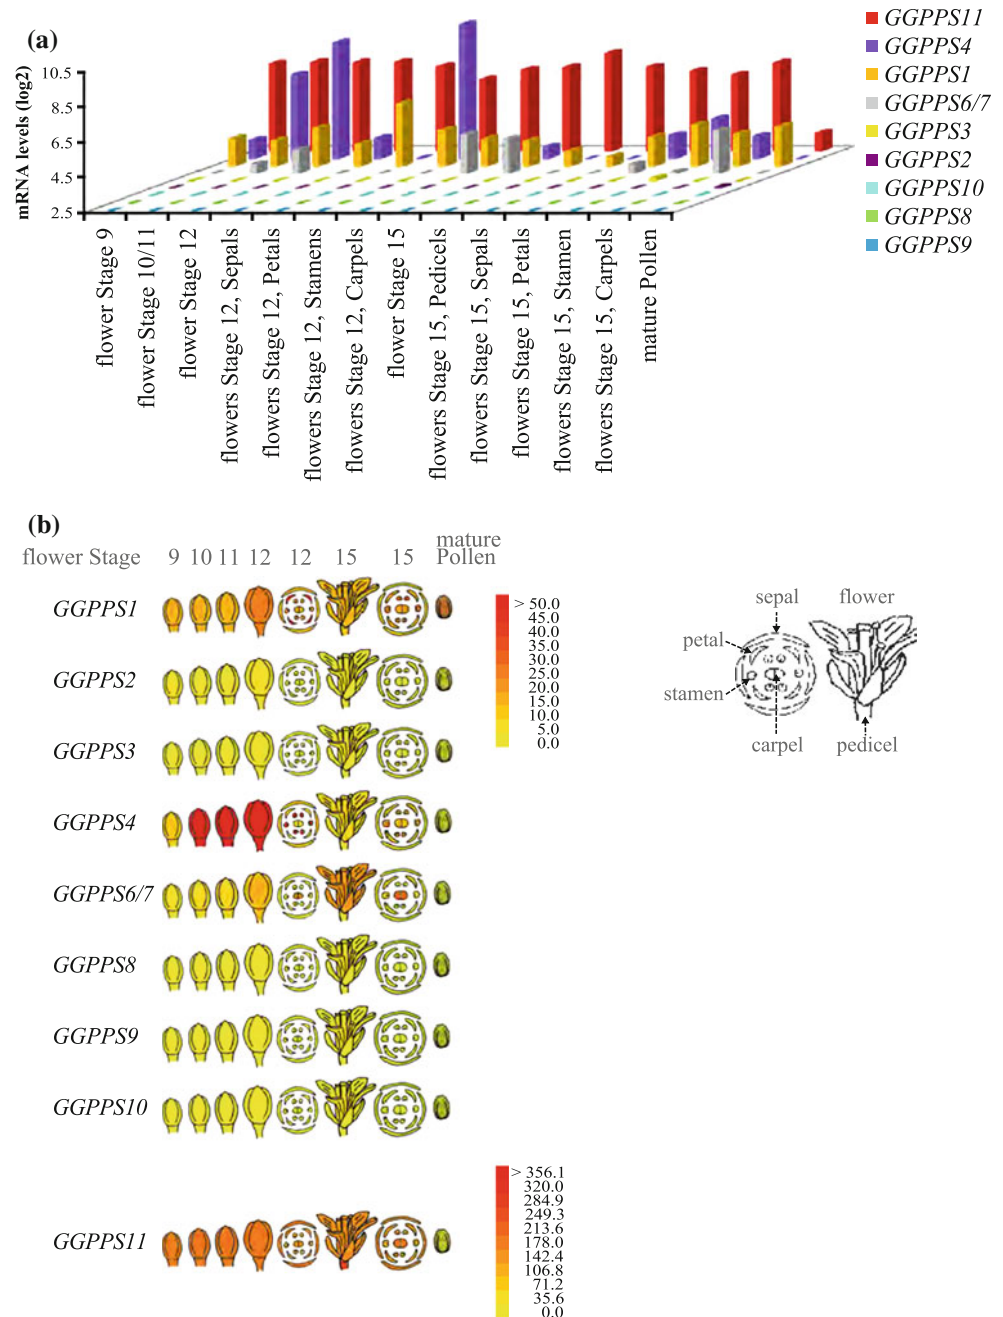 (a)
mRNA levels (log2)
10.5
8.5
6.5
4.5
2.5
flower Stage 9
flower Stage 10/11
flower Stage 12
flowers Stage 12, Sepals
flowers Stage 12, Petals
flowers Stage 12, Stamens
flowers Stage 12, Carpels
flower Stage 15
flowers Stage 15, Pedicels
flowers Stage 15, Sepals
flowers Stage 15, Petals
flowers Stage 15, Stamen
flowers Stage 15, Carpels
mature Pollen
GGPPS11
GGPPS4
GGPPS1
GGPPS6/7
GGPPS3
GGPPS2
GGPPS10
GGPPS8
GGPPS9
(b)
flower Stage 9 10 11 12 12 15 15 mature Pollen
GGPPS1
GGPPS2
GGPPS3
GGPPS4
GGPPS6/7
GGPPS8
GGPPS9
GGPPS10
GGPPS11
> 50.0
45.0
40.0
35.0
30.0
25.0
20.0
15.0
10.0
5.0
0.0
sepal
flower
petal
stamen
carpel
pedicel
> 356.1
320.0
284.9
249.3
213.6
178.0
142.4
106.8
71.2
35.6
0.0